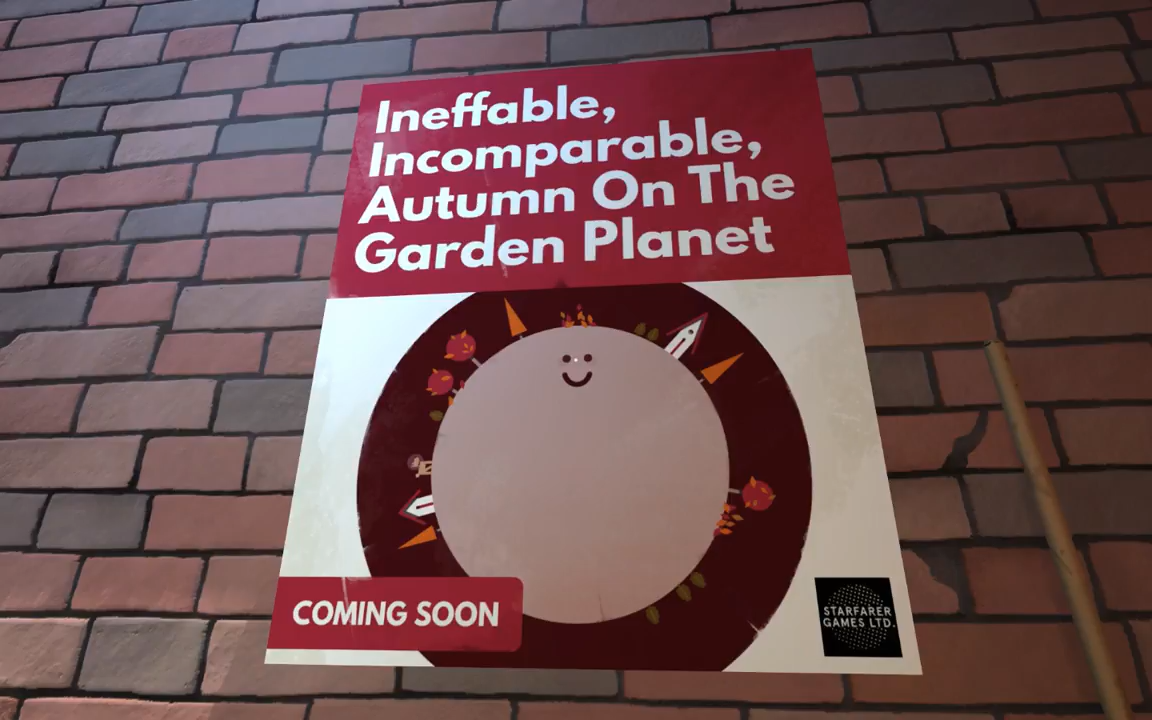 Ineffable,
Incomparable,
Autumn On The
Garden Planet
COMING SOON
STARFARER
GAMES LTD.